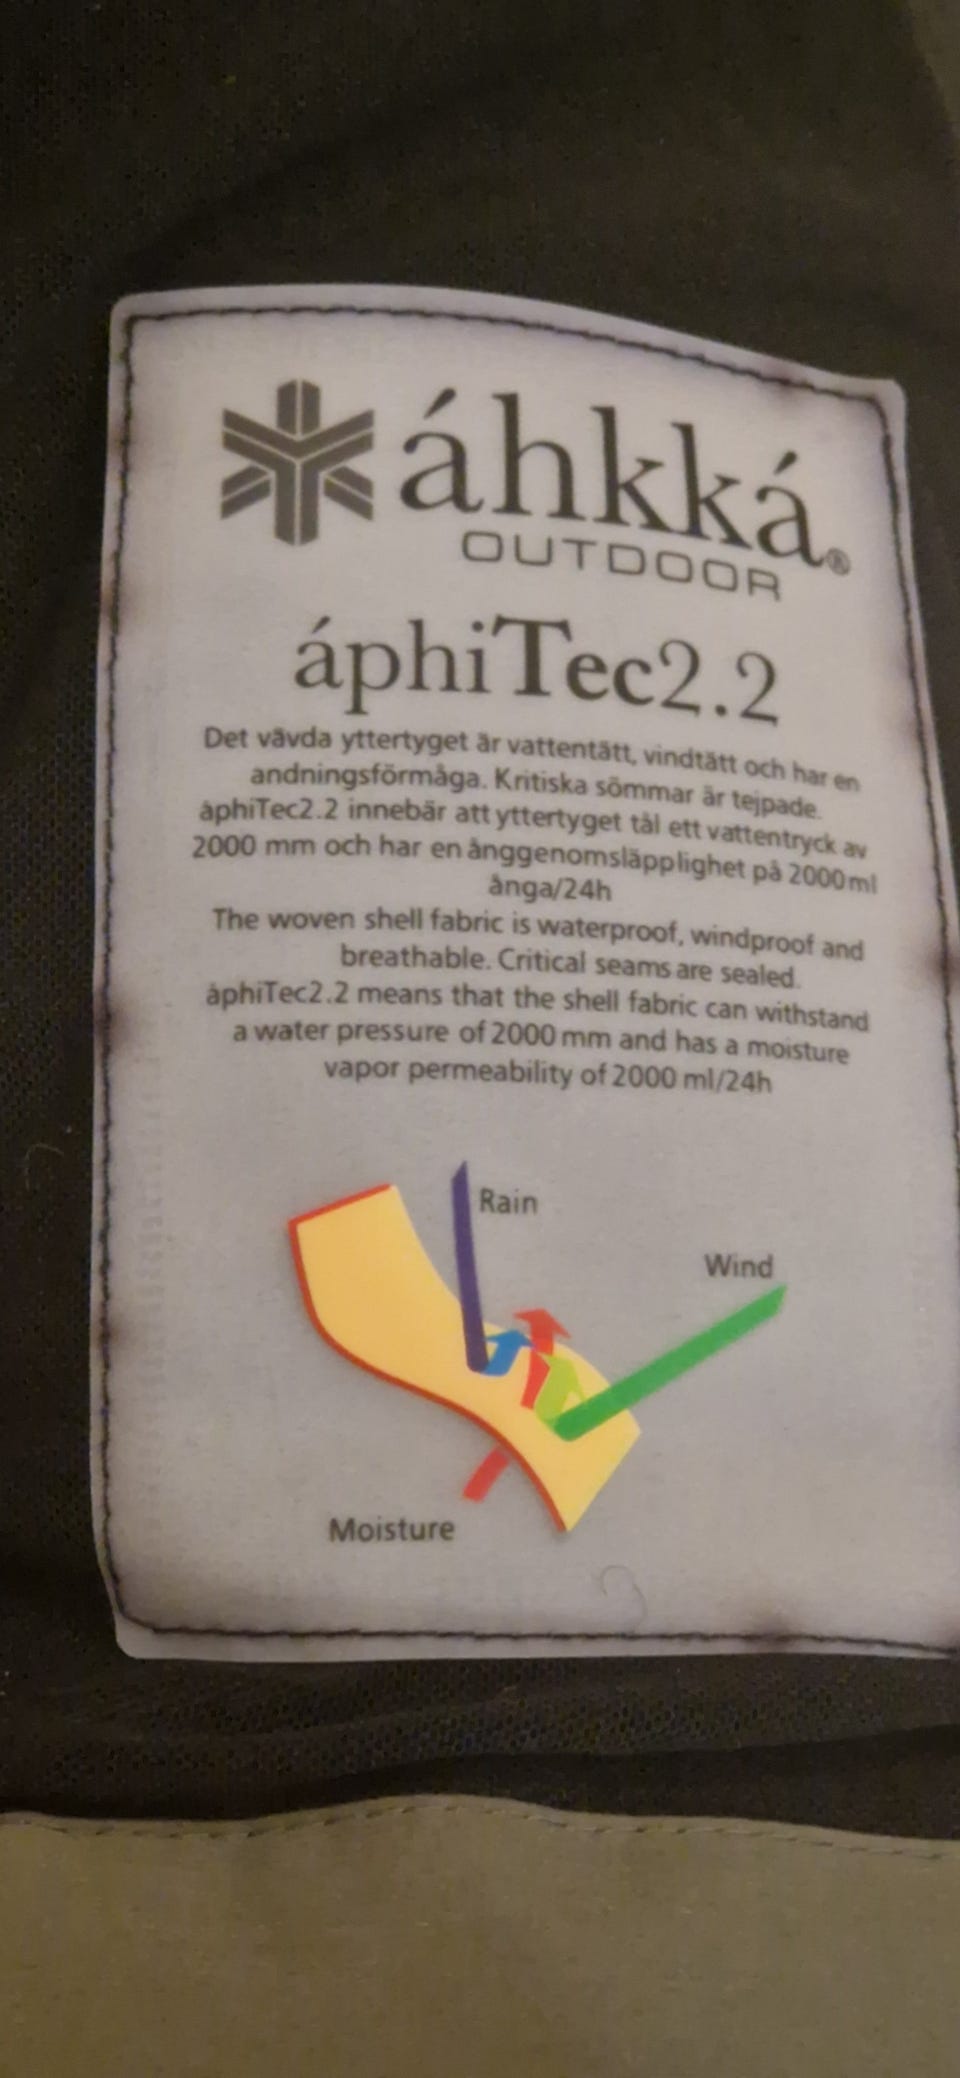 áhkká®
OUTDOOR
áphiTec2.2
Det vävda yttertyget är vattentätt, vindtätt och har en
andningsförmåga. Kritiska sömmar är tejpade.
áphiTec2.2 innebär att yttertyget tål ett vattentryck av
2000 mm och har en ånggenomsläpplighet på 2000 ml
ånga/24h
The woven shell fabric is waterproof, windproof and
breathable. Critical seams are sealed.
áphiTec2.2 means that the shell fabric can withstand
a water pressure of 2000 mm and has a moisture
vapor permeability of 2000 ml/24h
Rain
Wind
Moisture